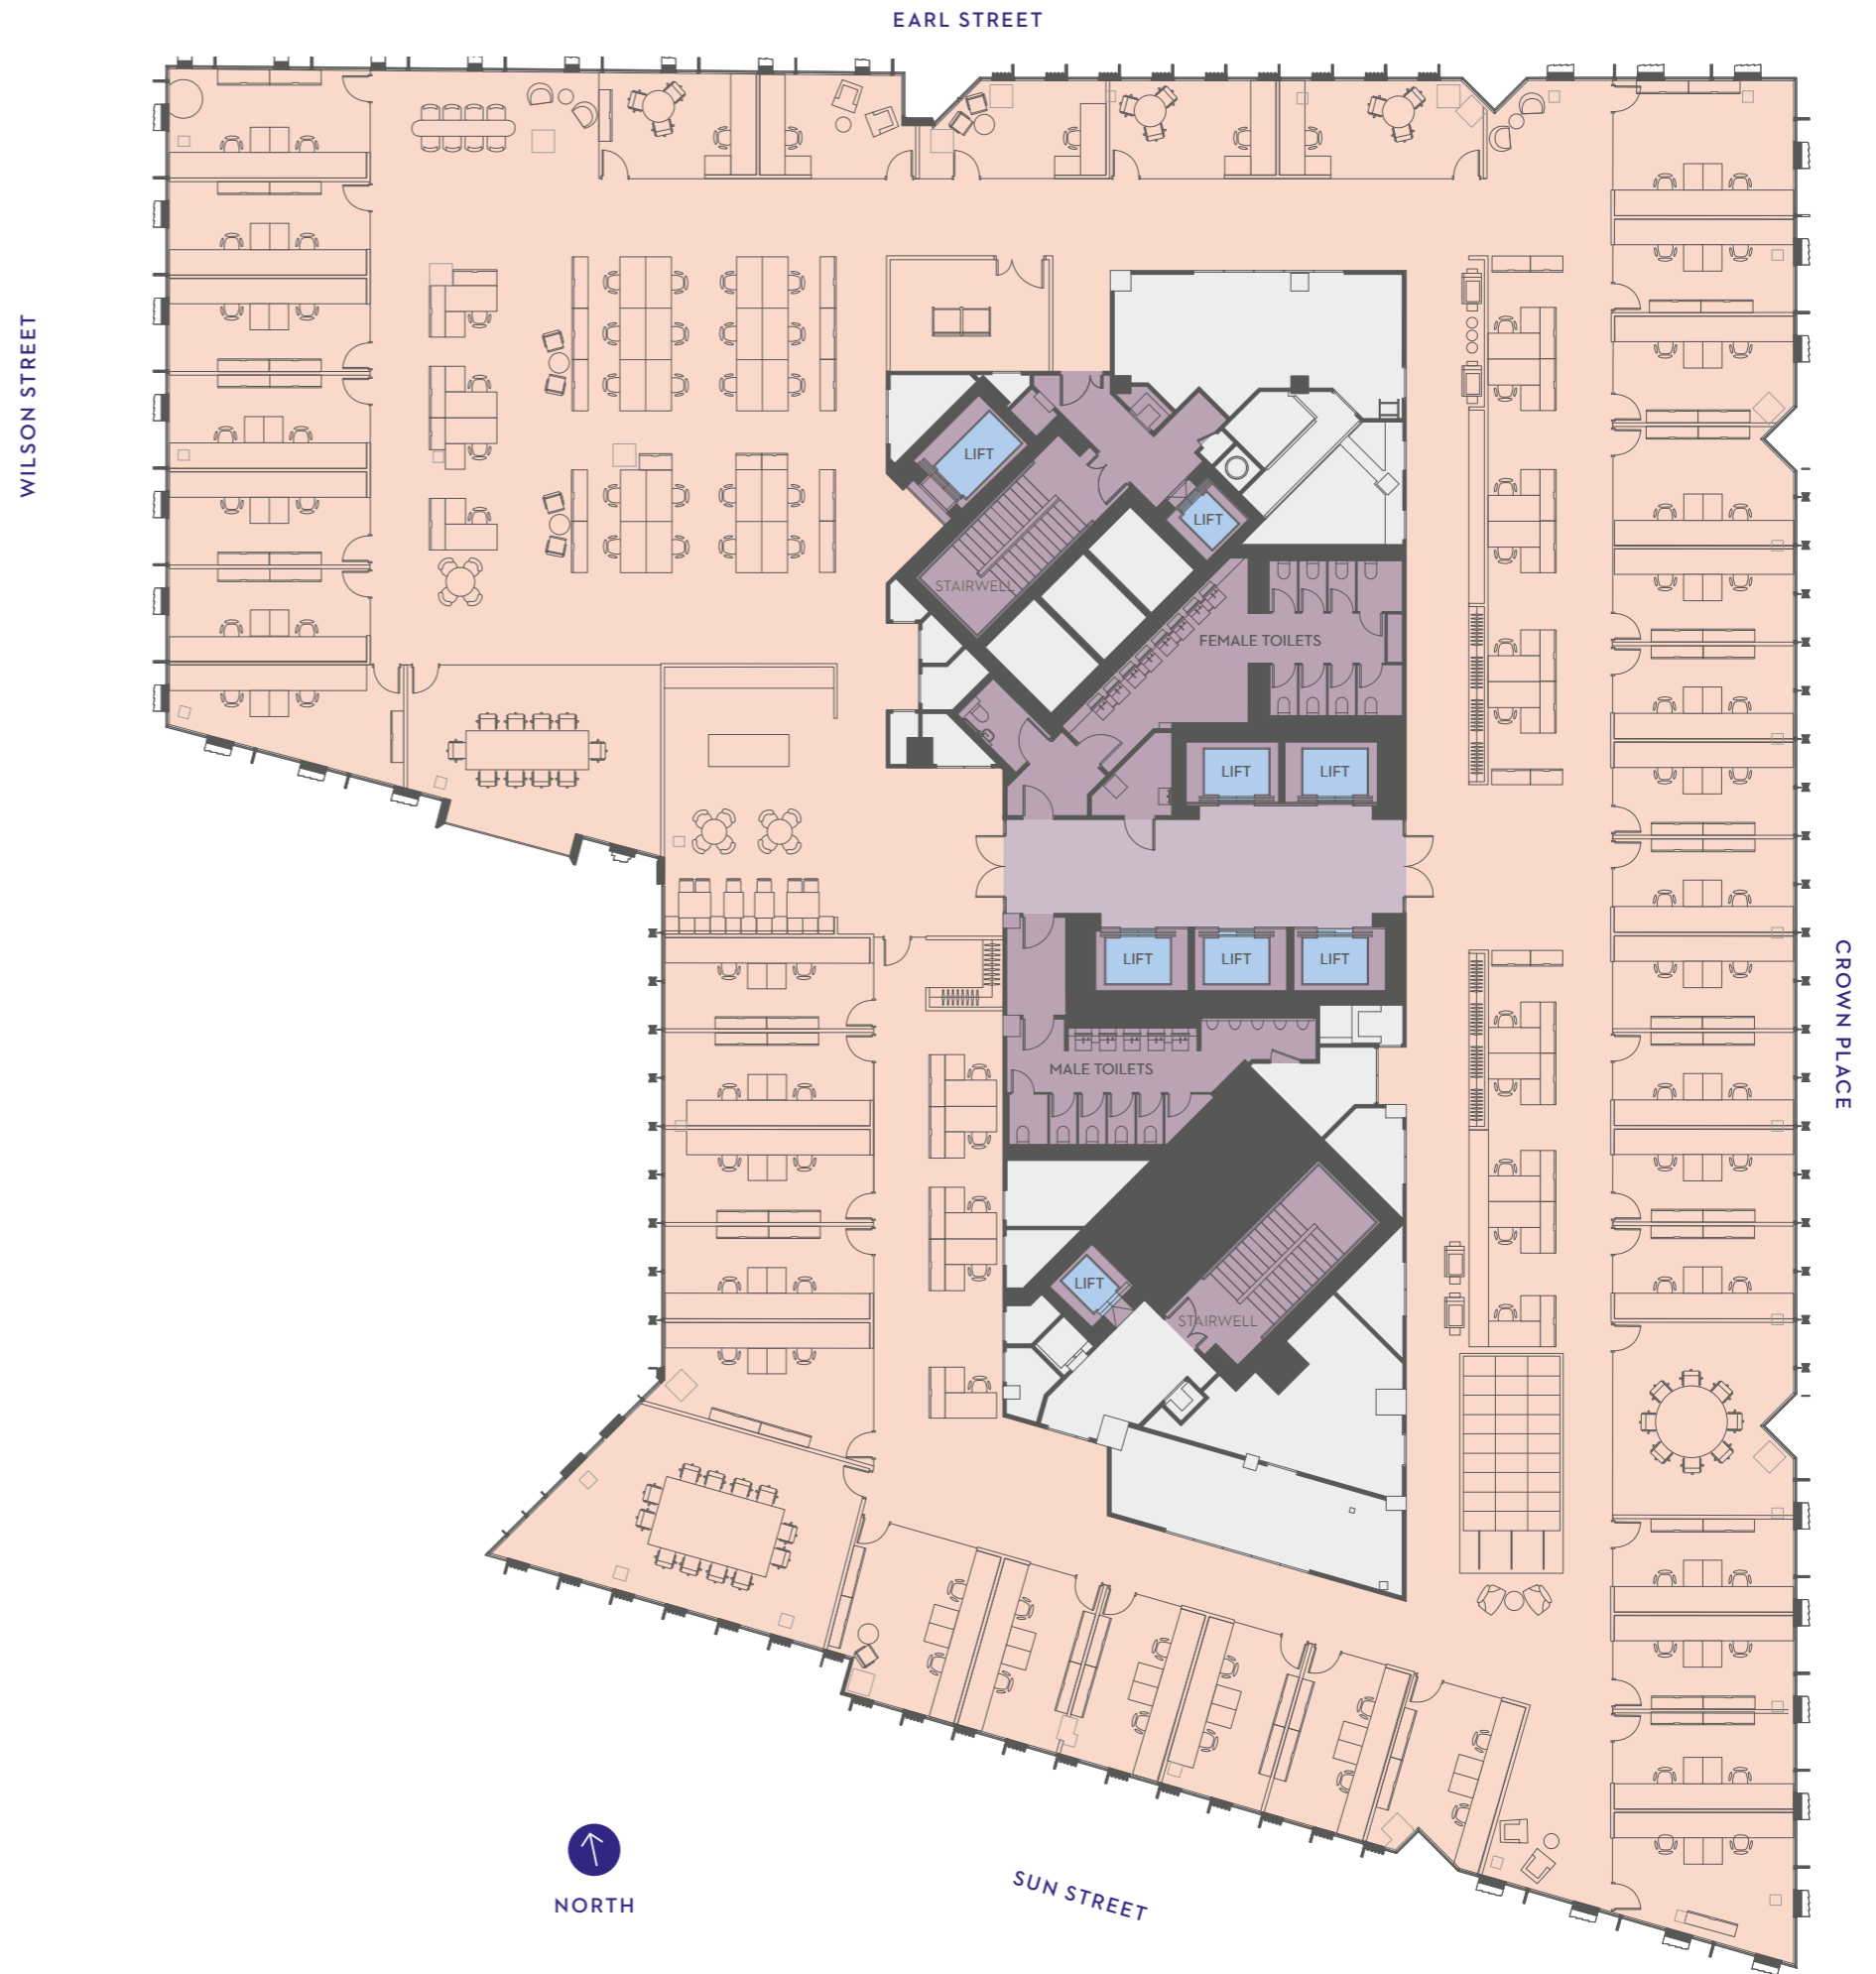 EARL STREET
WILSON STREET
LIFT
LIFT
STAIRWELL
FEMALE TOILETS
LIFT
LIFT
LIFT
LIFT
LIFT
CROWN PLACE
MALE TOILETS
LIFT
STAIRWELL
SUN STREET
NORTH